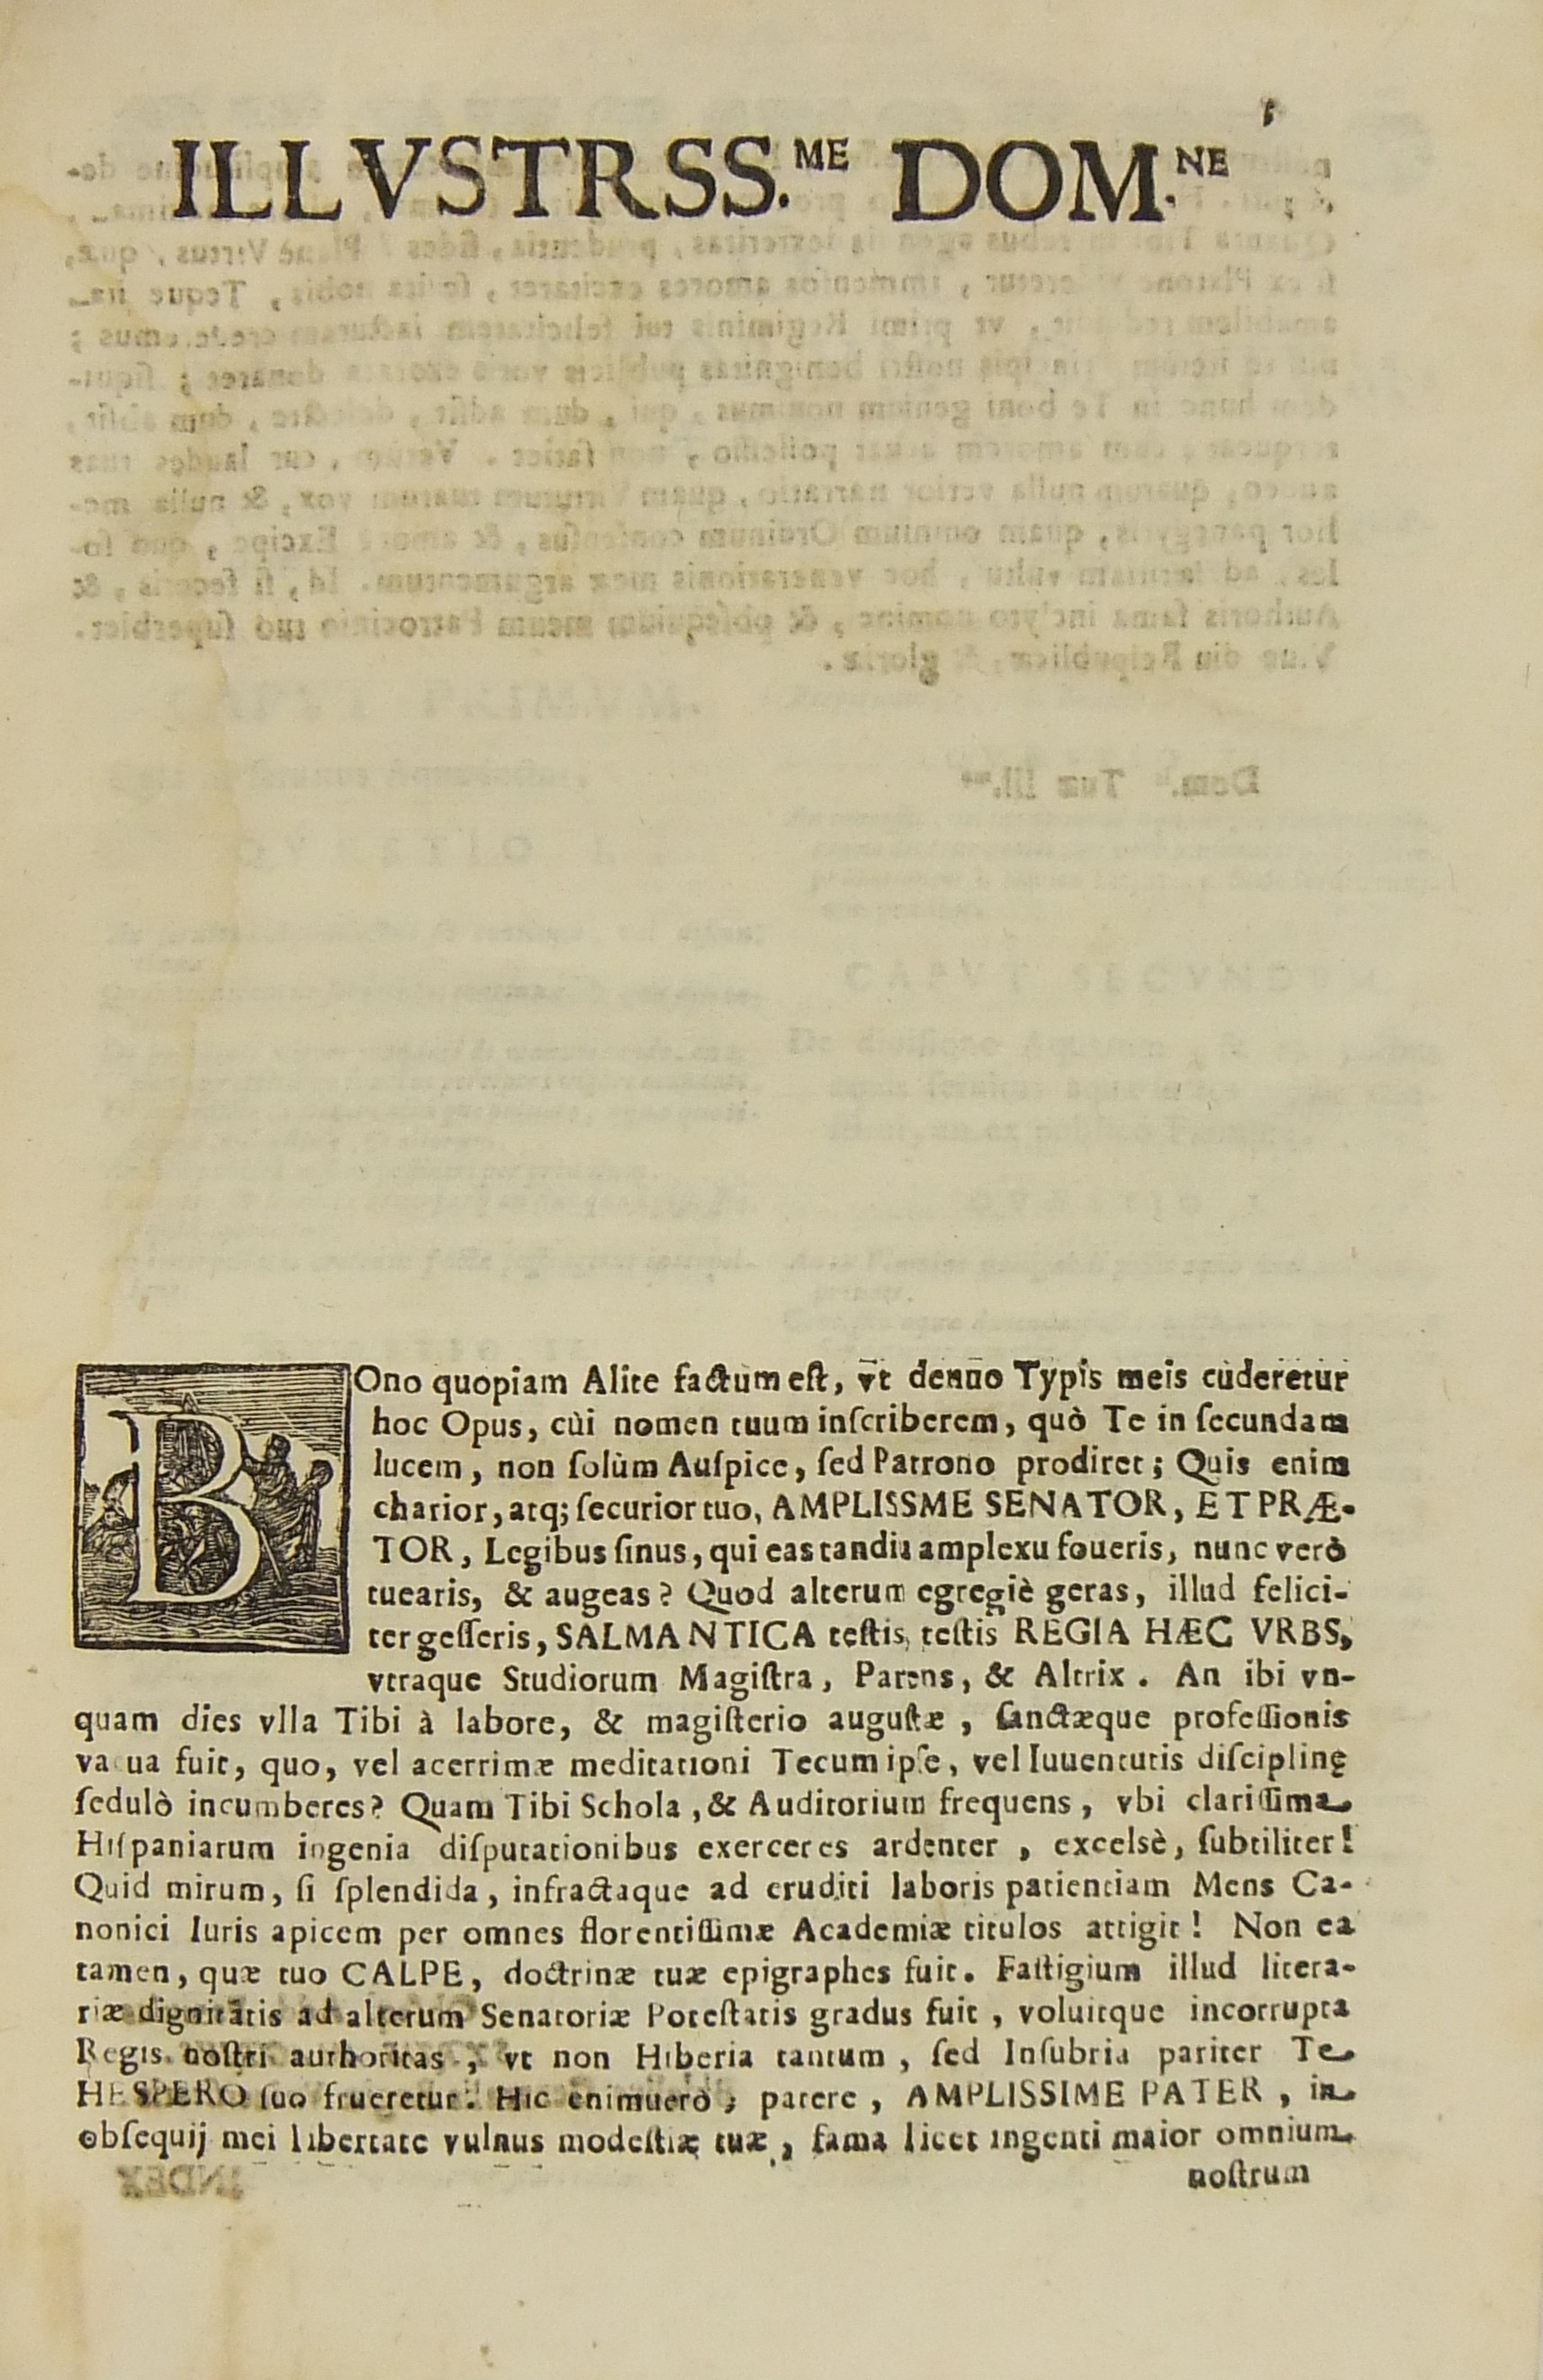 ILLVSTRSS.ME DOM.NE
BOno quopiam Alite factum est, vt denuo Typis meis cuderetur
hoc Opus, cùi nomen tuum inſcriberem, quò Te in ſecundam
lucem, non ſolùm Auſpice, ſed Patrono prodiret; Quis enim
charior, atq; ſecurior tuo, AMPLISSME SENATOR, ET PRÆ-
TOR, Legibus ſinus, qui eas tandiu amplexu foueris, nunc verò
tuearis, & augeas? Quod alterum egregiè geras, illud felici-
ter geſſeris, SALMANTICA teſtis, teſtis REGIA HÆC VRBS,
vtraque Studiorum Magiſtra, Parens, & Altrix. An ibi vn-
quam dies vlla Tibi à labore, & magiſterio auguſtæ, ſanctæque profeſſionis
vacua fuit, quo, vel acerrimæ meditationi Tecum ipſe, vel Iuuentutis diſciplinę
ſedulò incumberes? Quam Tibi Schola, & Auditorium frequens, vbi clariſſima
Hiſpaniarum ingenia diſputationibus exerceres ardenter, excelsè, ſubtiliter!
Quid mirum, ſi ſplendida, infractaque ad eruditi laboris patientiam Mens Ca-
nonici Iuris apicem per omnes florentiſſimæ Academiæ titulos attigit! Non ea
tamen, quæ tuo CALPE, doctrinæ tuæ epigraphes fuit. Faſtigium illud litera-
riæ dignitatis ad alterum Senatoriæ Poteſtatis gradus fuit, voluitque incorrupta
Regis noſtri authoritas, vt non Hiberia tantum, ſed Inſubria pariter Te
HESPERO ſuo frueretur. Hic enimuerò; patere, AMPLISSIME PATER, in
obſequij mei libertate vulnus modeſtiæ tuæ, fama licet ingenti maior omnium
noſtrum